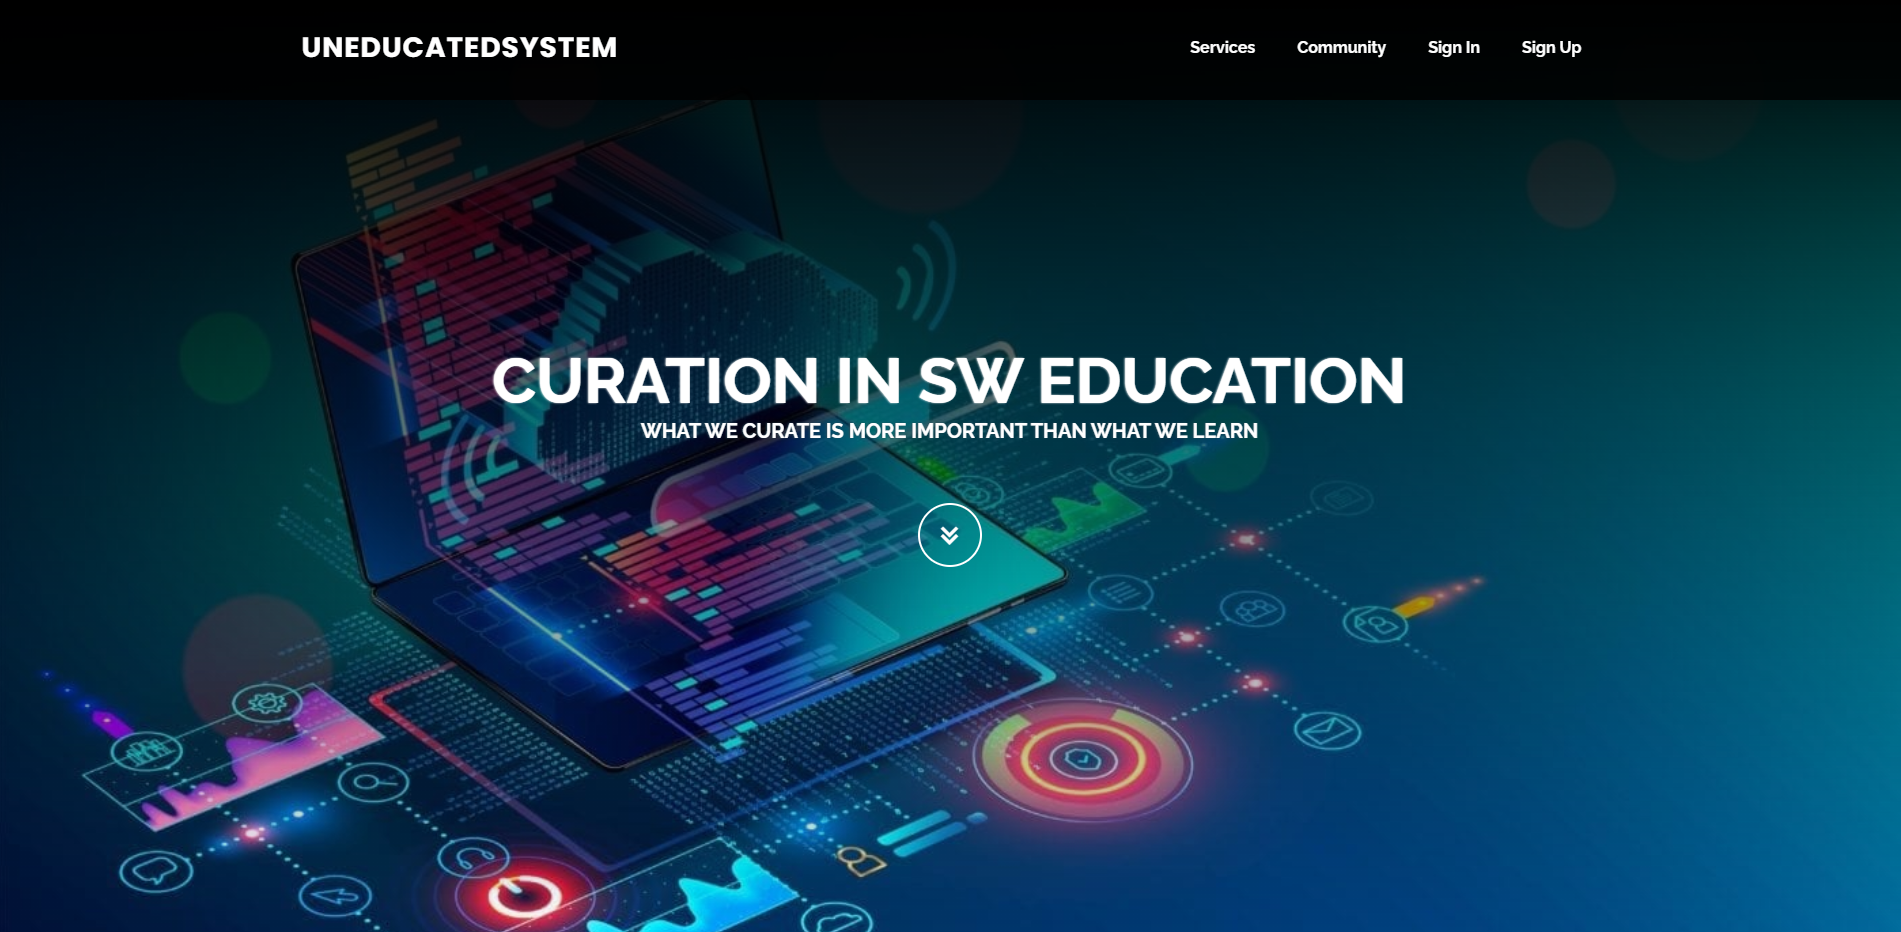 UNEDUCATEDSYSTEM
Services Community Sign In Sign Up
CURATION IN SW EDUCATION
WHAT WE CURATE IS MORE IMPORTANT THAN WHAT WE LEARN